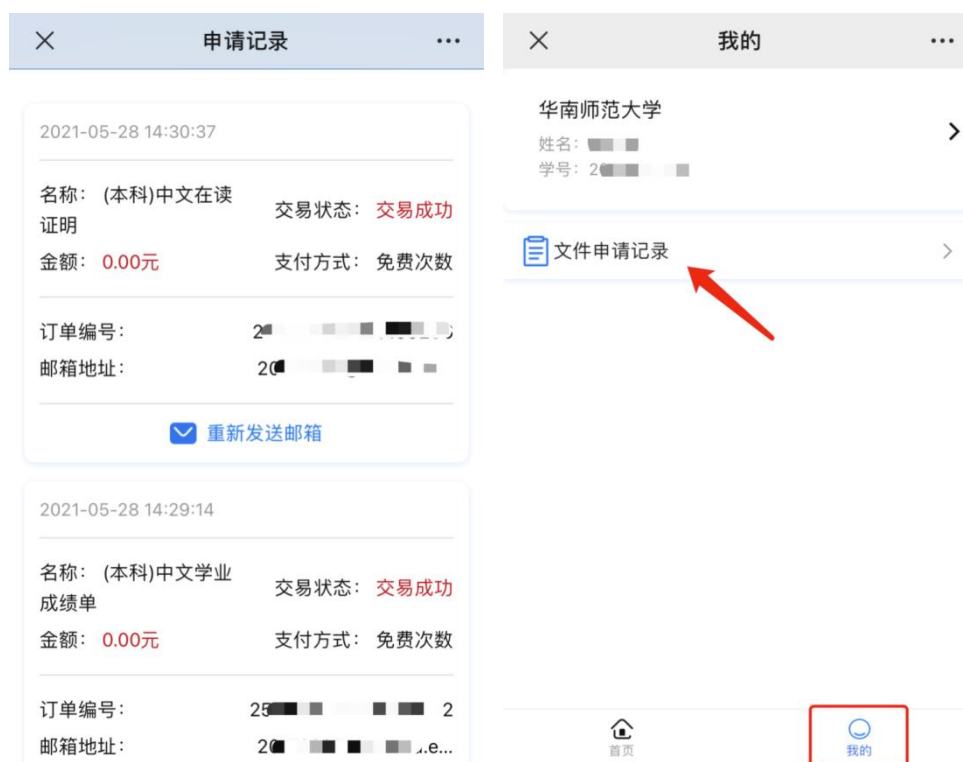 申请记录
2021-05-28 14:30:37
名称： (本科)中文在读
证明
交易状态： 交易成功
金额： 0.00元
支付方式： 免费次数
订单编号：
邮箱地址：
重新发送邮箱
2021-05-28 14:29:14
名称： (本科)中文学业
成绩单
交易状态： 交易成功
金额： 0.00元
支付方式： 免费次数
订单编号：
邮箱地址：
我的
华南师范大学
姓名：
学号：
文件申请记录
首页
我的